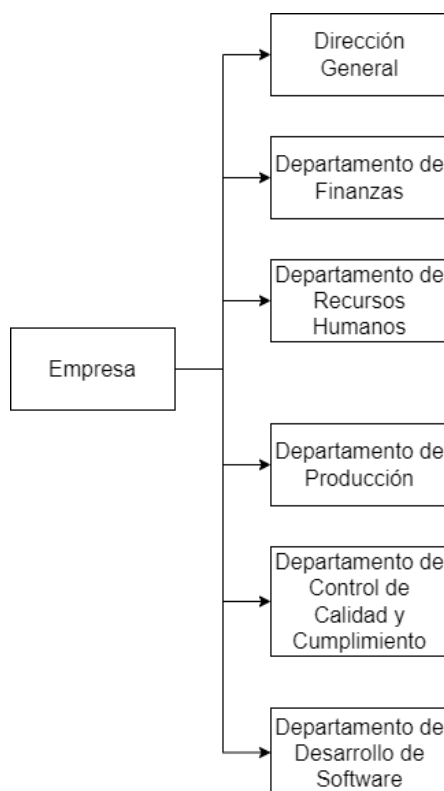 Dirección
General
Departamento de
Finanzas
Departamento de
Recursos
Humanos
Empresa
Departamento de
Producción
Departamento de
Control de
Calidad y
Cumplimiento
Departamento de
Desarrollo de
Software